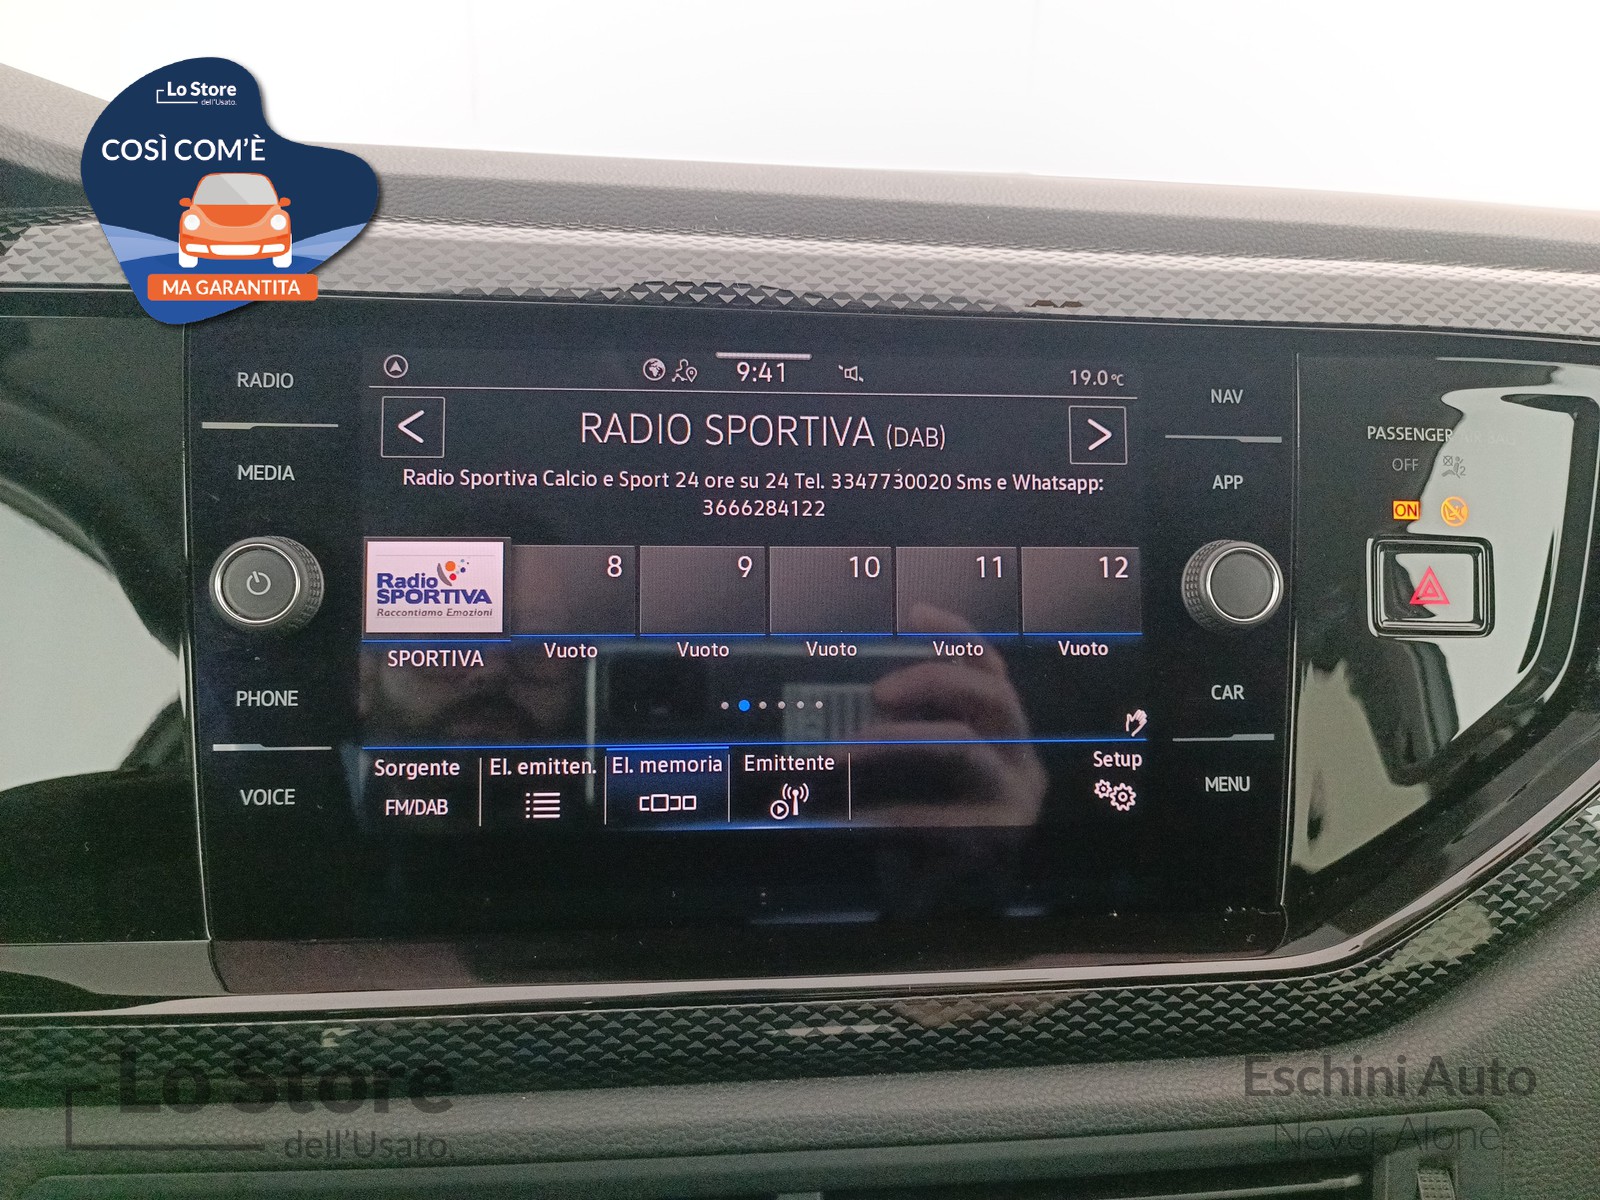 Lo Store
dell'Usato.
COSÌ COM'È
MA GARANTITA
RADIO
MEDIA
PHONE
VOICE
9:41
19.0°C
< RADIO SPORTIVA (DAB) >
Radio Sportiva Calcio e Sport 24 ore su 24 Tel. 3347730020 Sms e Whatsapp:
3666284122
Radio
SPORTIVA
Raccontiamo Emozioni
8 9 10 11 12
SPORTIVA Vuoto Vuoto Vuoto Vuoto Vuoto
Sorgente El. emitten. El. memoria Emittente Setup
FM/DAB
NAV
APP
CAR
MENU
PASSENGER
OFF
ON
Lo Store
dell'Usato.
Eschini Auto
Never Alone